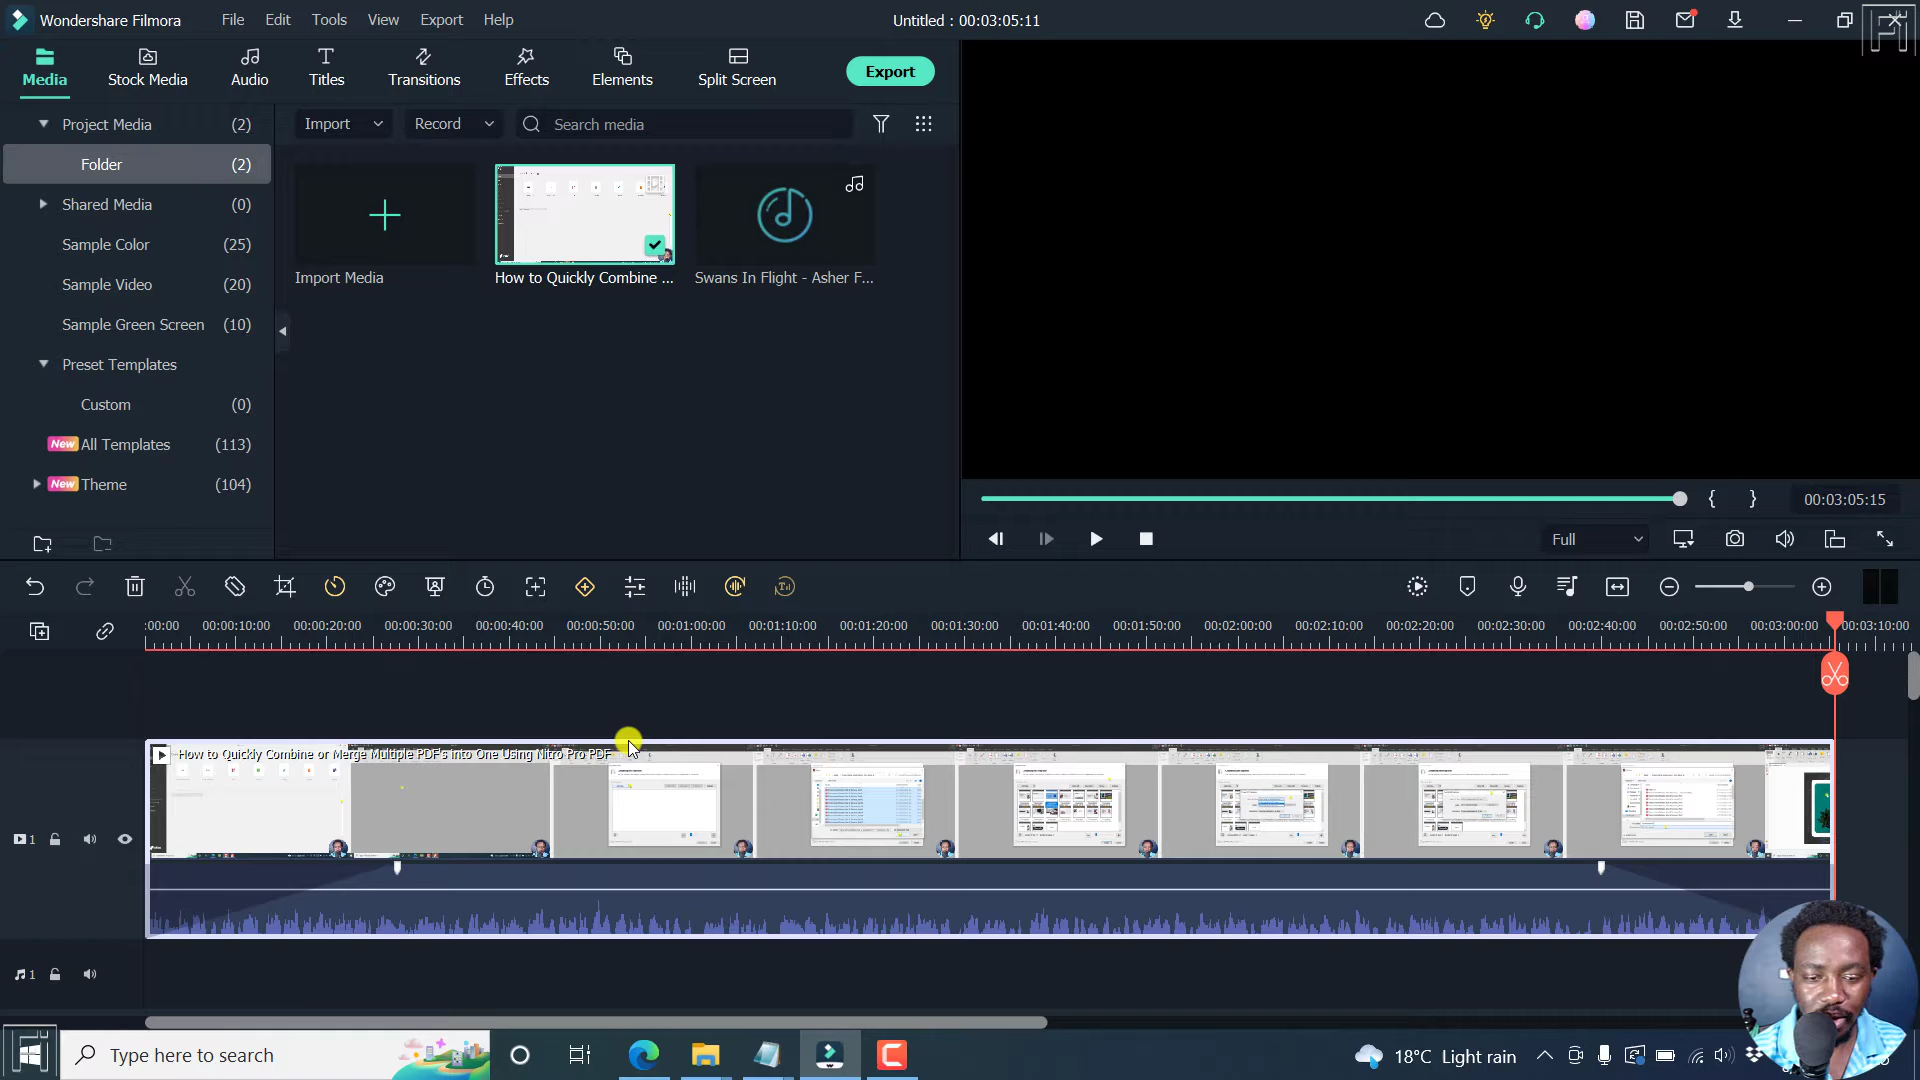 Wondershare Filmora File Edit Tools View Export Help Untitled : 00:03:05:11
Media Stock Media Audio Titles Transitions Effects Elements Split Screen Export
Project Media (2)
Folder (2)
Shared Media (0)
Sample Color (25)
Sample Video (20)
Sample Green Screen (10)
Preset Templates
Custom (0)
New All Templates (113)
New Theme (104)
Import Record Search media
Import Media How to Quickly Combine ... Swans In Flight - Asher F...
00:03:05:15
Full
:00:00 00:00:10:00 00:00:20:00 00:00:30:00 00:00:40:00 00:00:50:00 00:01:00:00 00:01:10:00 00:01:20:00 00:01:30:00 00:01:40:00 00:01:50:00 00:02:00:00 00:02:10:00 00:02:20:00 00:02:30:00 00:02:40:00 00:02:50:00 00:03:00:00 00:03:10:00
How to Quickly Combine or Merge Multiple PDF's into One Using Nitro Pro PDF
1
1
Type here to search 18°C Light rain